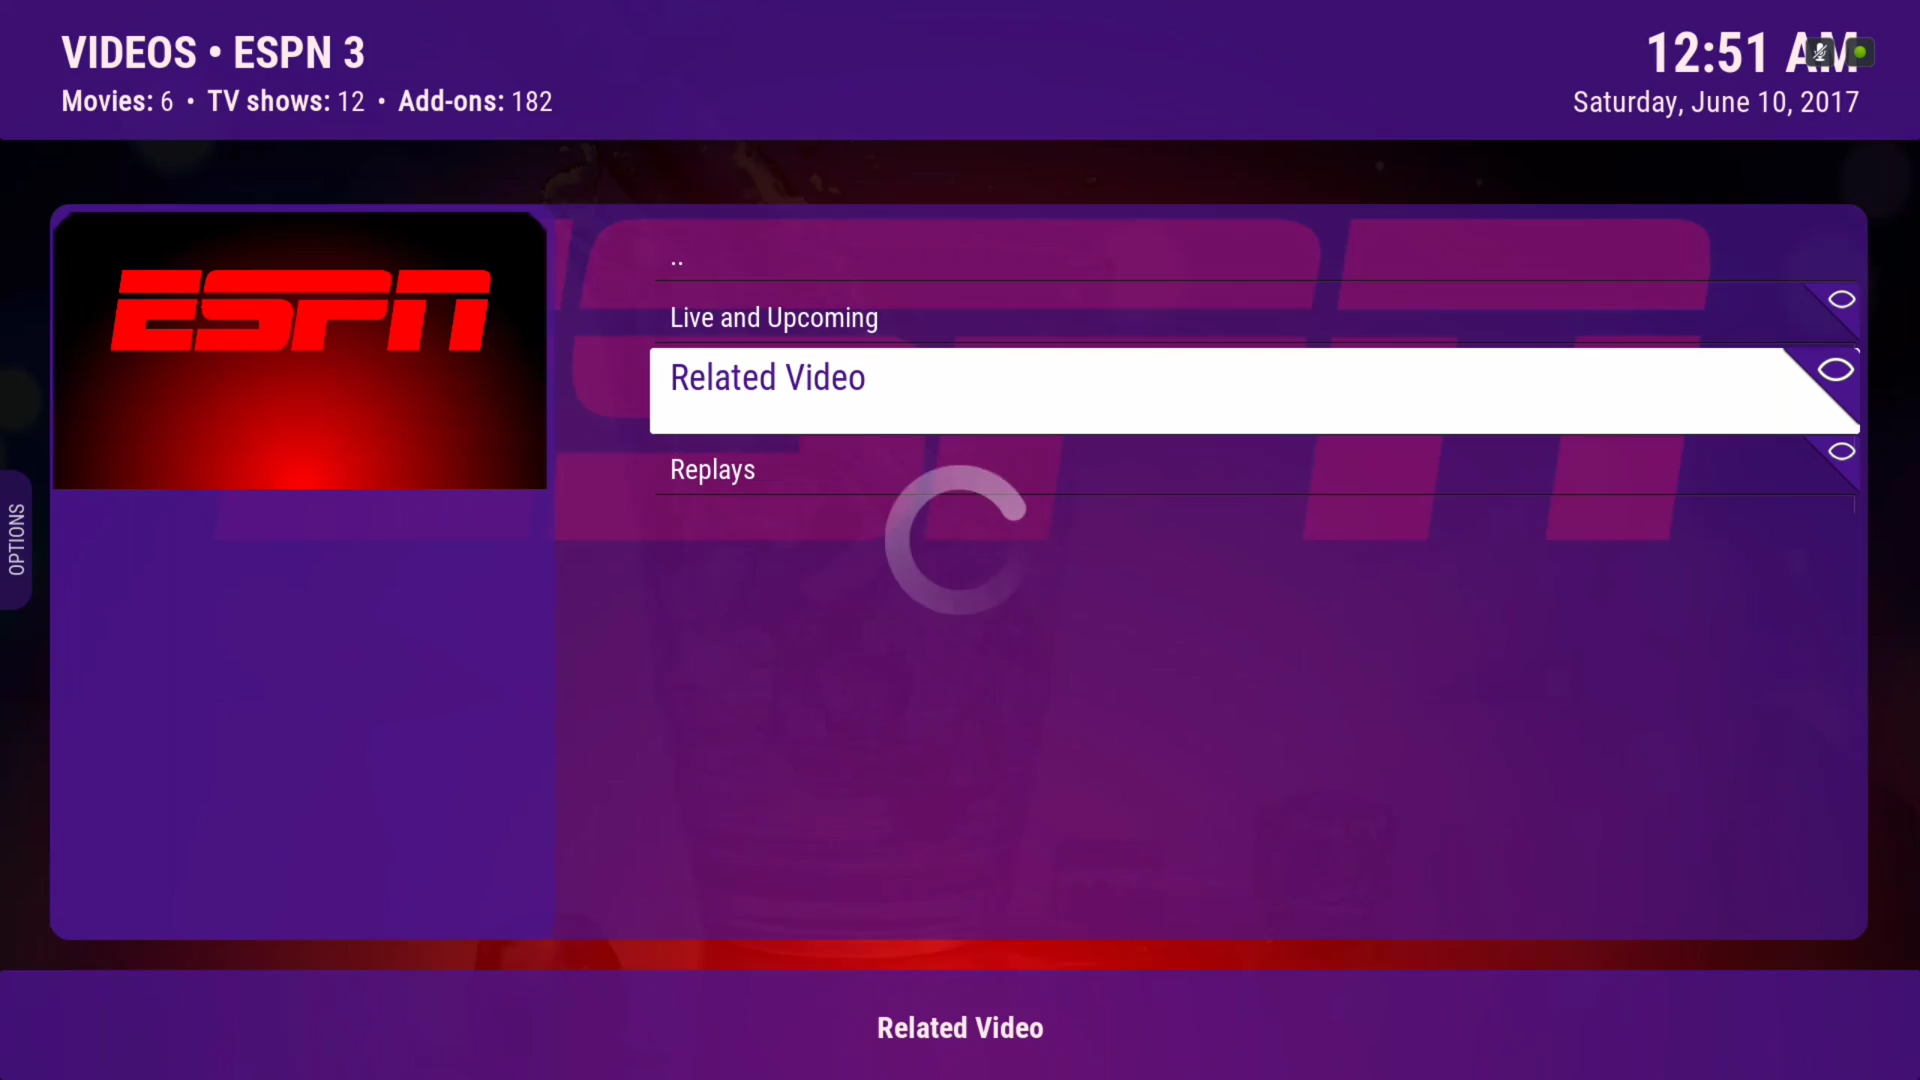 VIDEOS • ESPN 3
12:51 AM
Movies: 6 • TV shows: 12 • Add-ons: 182
Saturday, June 10, 2017
ESPN
..
Live and Upcoming
Related Video
Replays
OPTIONS
Related Video